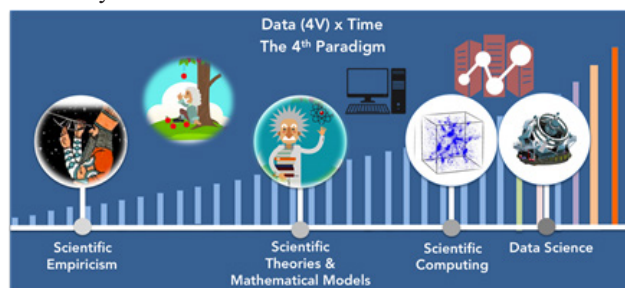 Data (4V) x Time
The 4th Paradigm
Scientific
Empiricism
Scientific
Theories &
Mathematical Models
Scientific
Computing
Data Science